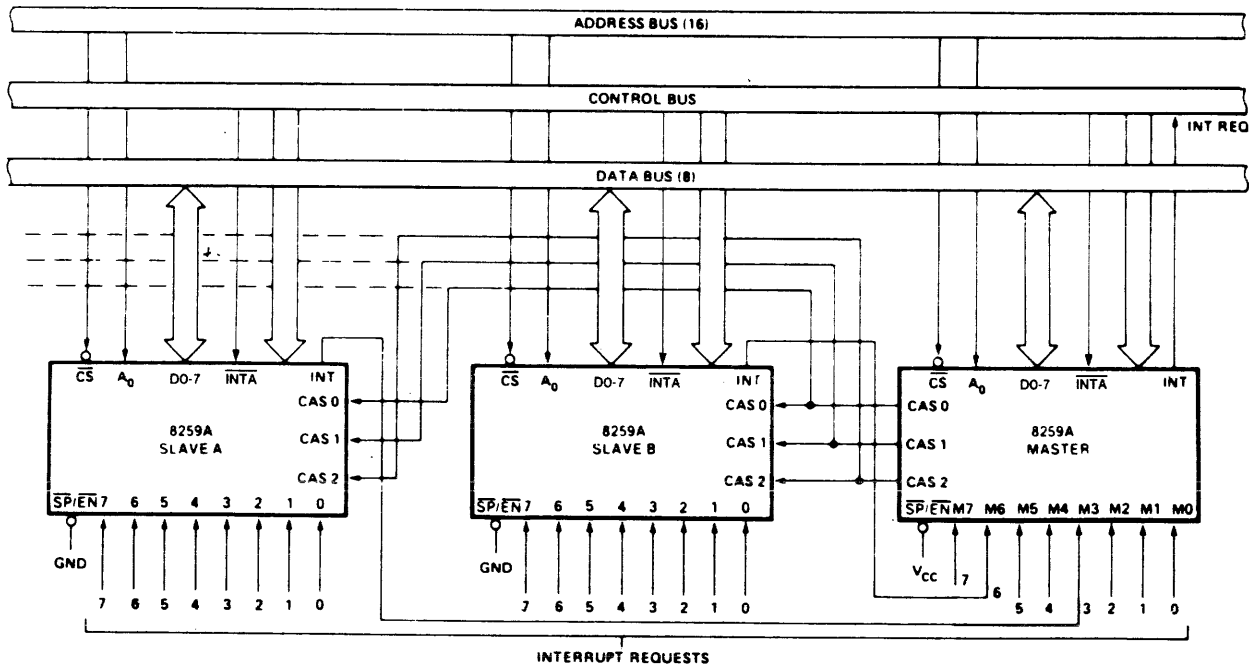 ADDRESS BUS (16)
CONTROL BUS
INT REQ
DATA BUS (8)
CS A0 D0-7 INTA INT
CAS 0
8259A
SLAVE A
CAS 1
CAS 2
SP/EN 7 6 5 4 3 2 1 0
GND
7 6 5 4 3 2 1 0
CS A0 D0-7 INTA INT
CAS 0
8259A
SLAVE B
CAS 1
CAS 2
SP/EN 7 6 5 4 3 2 1 0
GND
7 6 5 4 3 2 1 0
CS A0 D0-7 INTA INT
CAS 0
8259A
MASTER
CAS 1
CAS 2
SP/EN M7 M6 M5 M4 M3 M2 M1 M0
VCC
7 6 5 4 3 2 1 0
INTERRUPT REQUESTS